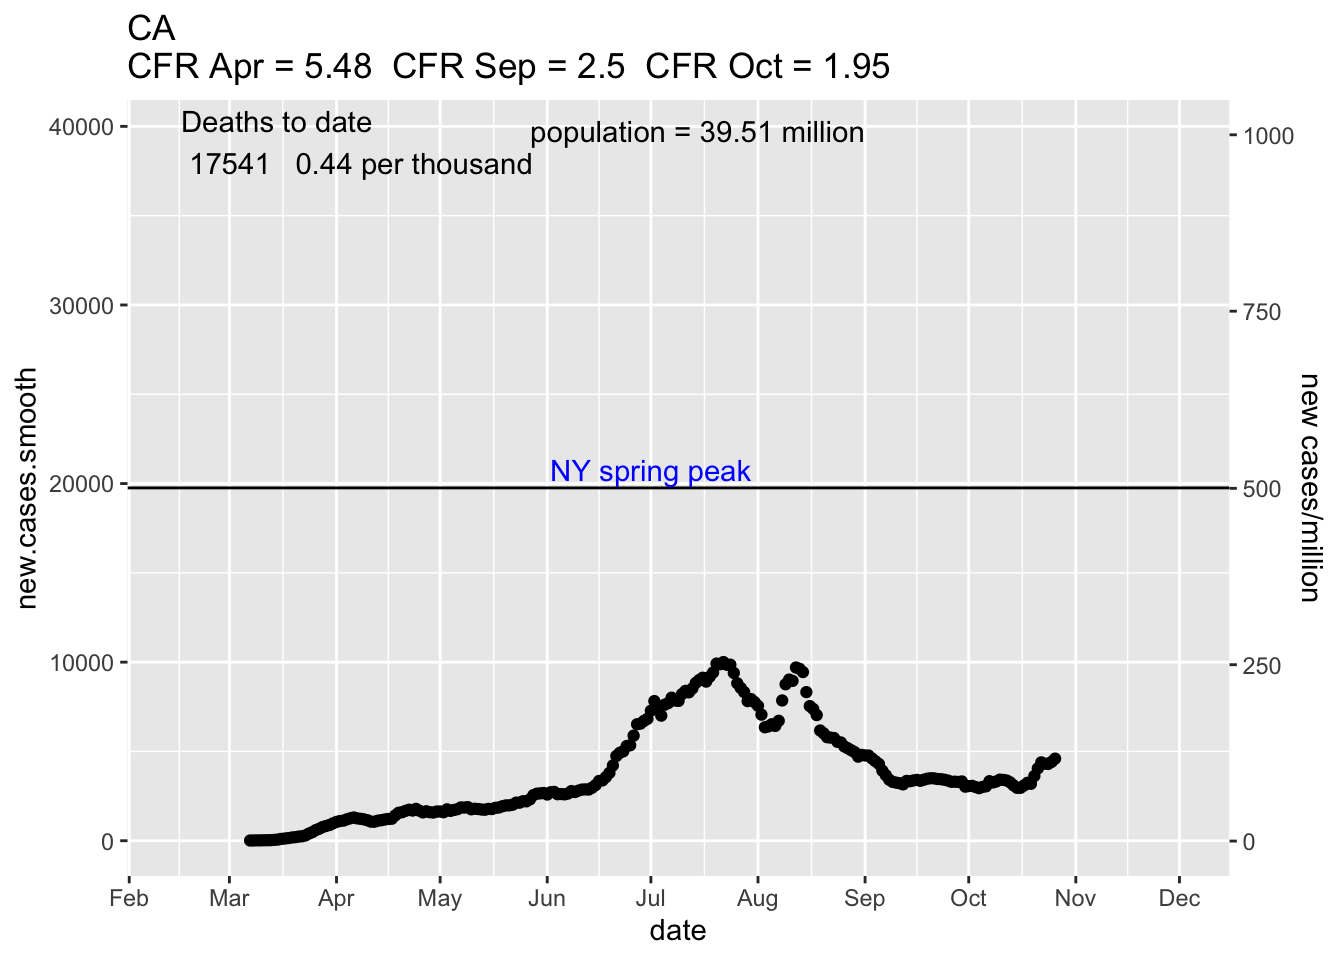 CA
CFR Apr = 5.48  CFR Sep = 2.5  CFR Oct = 1.95
Deaths to date
17541   0.44 per thousand
population = 39.51 million
NY spring peak
40000
30000
20000
10000
0
new.cases.smooth
1000
750
500
250
0
new cases/million
Feb Mar Apr May Jun Jul Aug Sep Oct Nov Dec
date